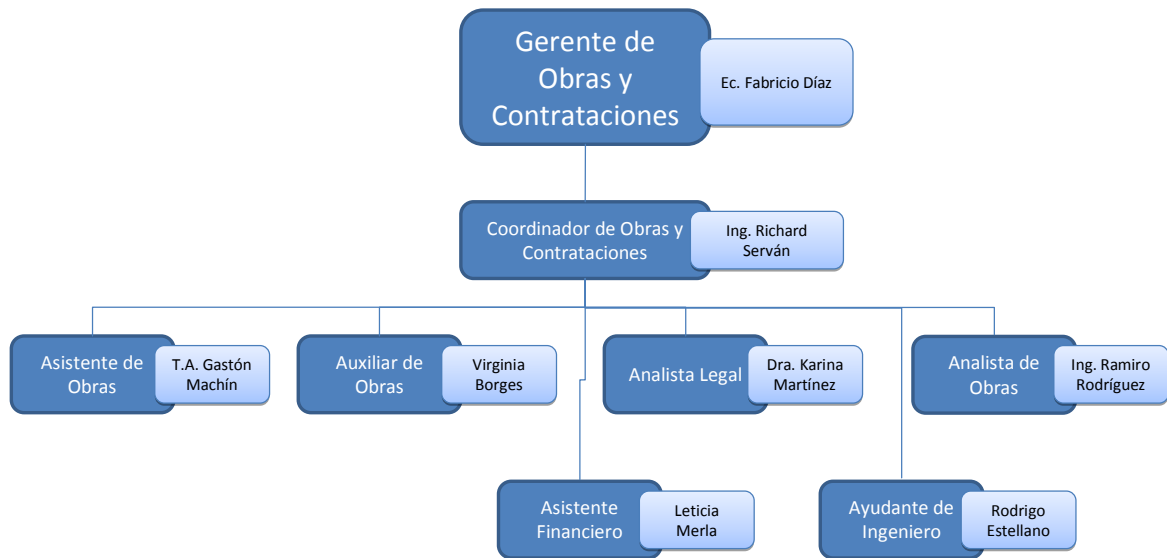 Gerente de
Obras y
Contrataciones
Ec. Fabricio Díaz
Coordinador de Obras y
Contrataciones
Ing. Richard
Serván
Asistente de
Obras
T.A. Gastón
Machín
Auxiliar de
Obras
Virginia
Borges
Analista Legal
Dra. Karina
Martínez
Analista de
Obras
Ing. Ramiro
Rodríguez
Asistente
Financiero
Leticia
Merla
Ayudante de
Ingeniero
Rodrigo
Estellano